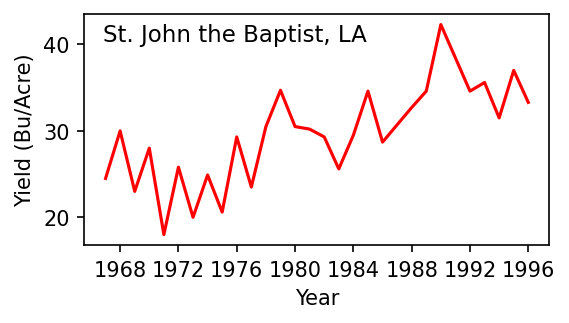 St. John the Baptist, LA
Yield (Bu/Acre)
40
30
20
1968 1972 1976 1980 1984 1988 1992 1996
Year